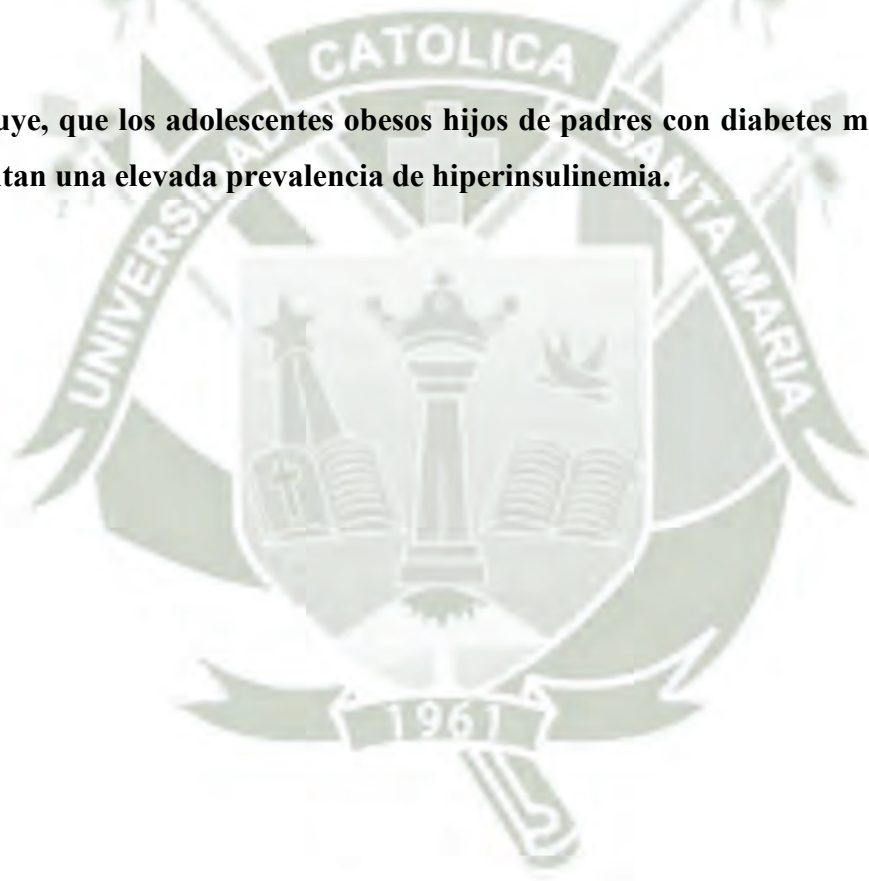 CATOLICA
uye, que los adolescentes obesos hijos de padres con diabetes m
tan una elevada prevalencia de hiperinsulinemia.
UNIVERSIDAD
SANTA MARIA
1961